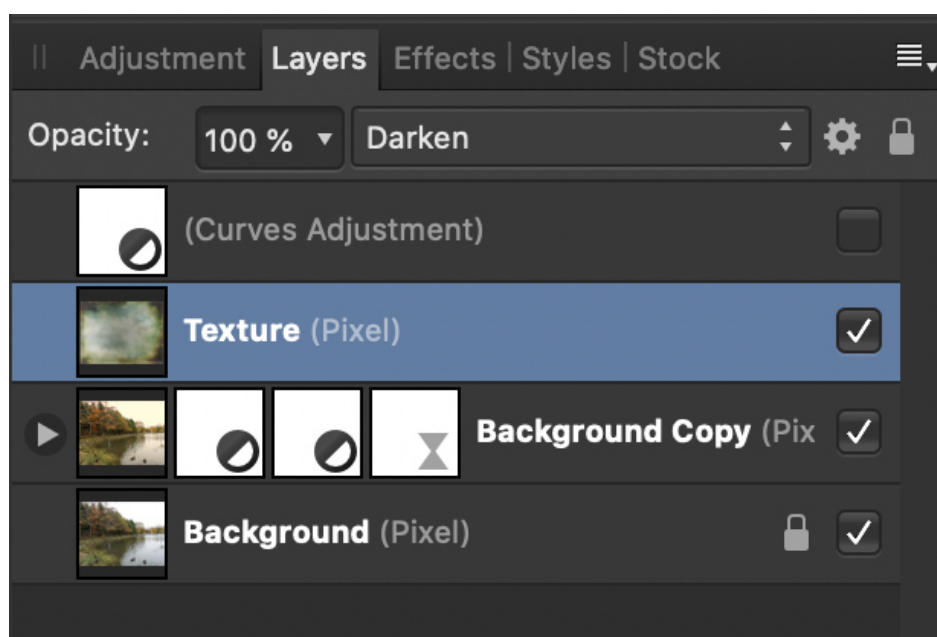 Adjustment Layers Effects | Styles | Stock
Opacity: 100 % Darken
(Curves Adjustment)
Texture (Pixel)
Background Copy (Pix
Background (Pixel)